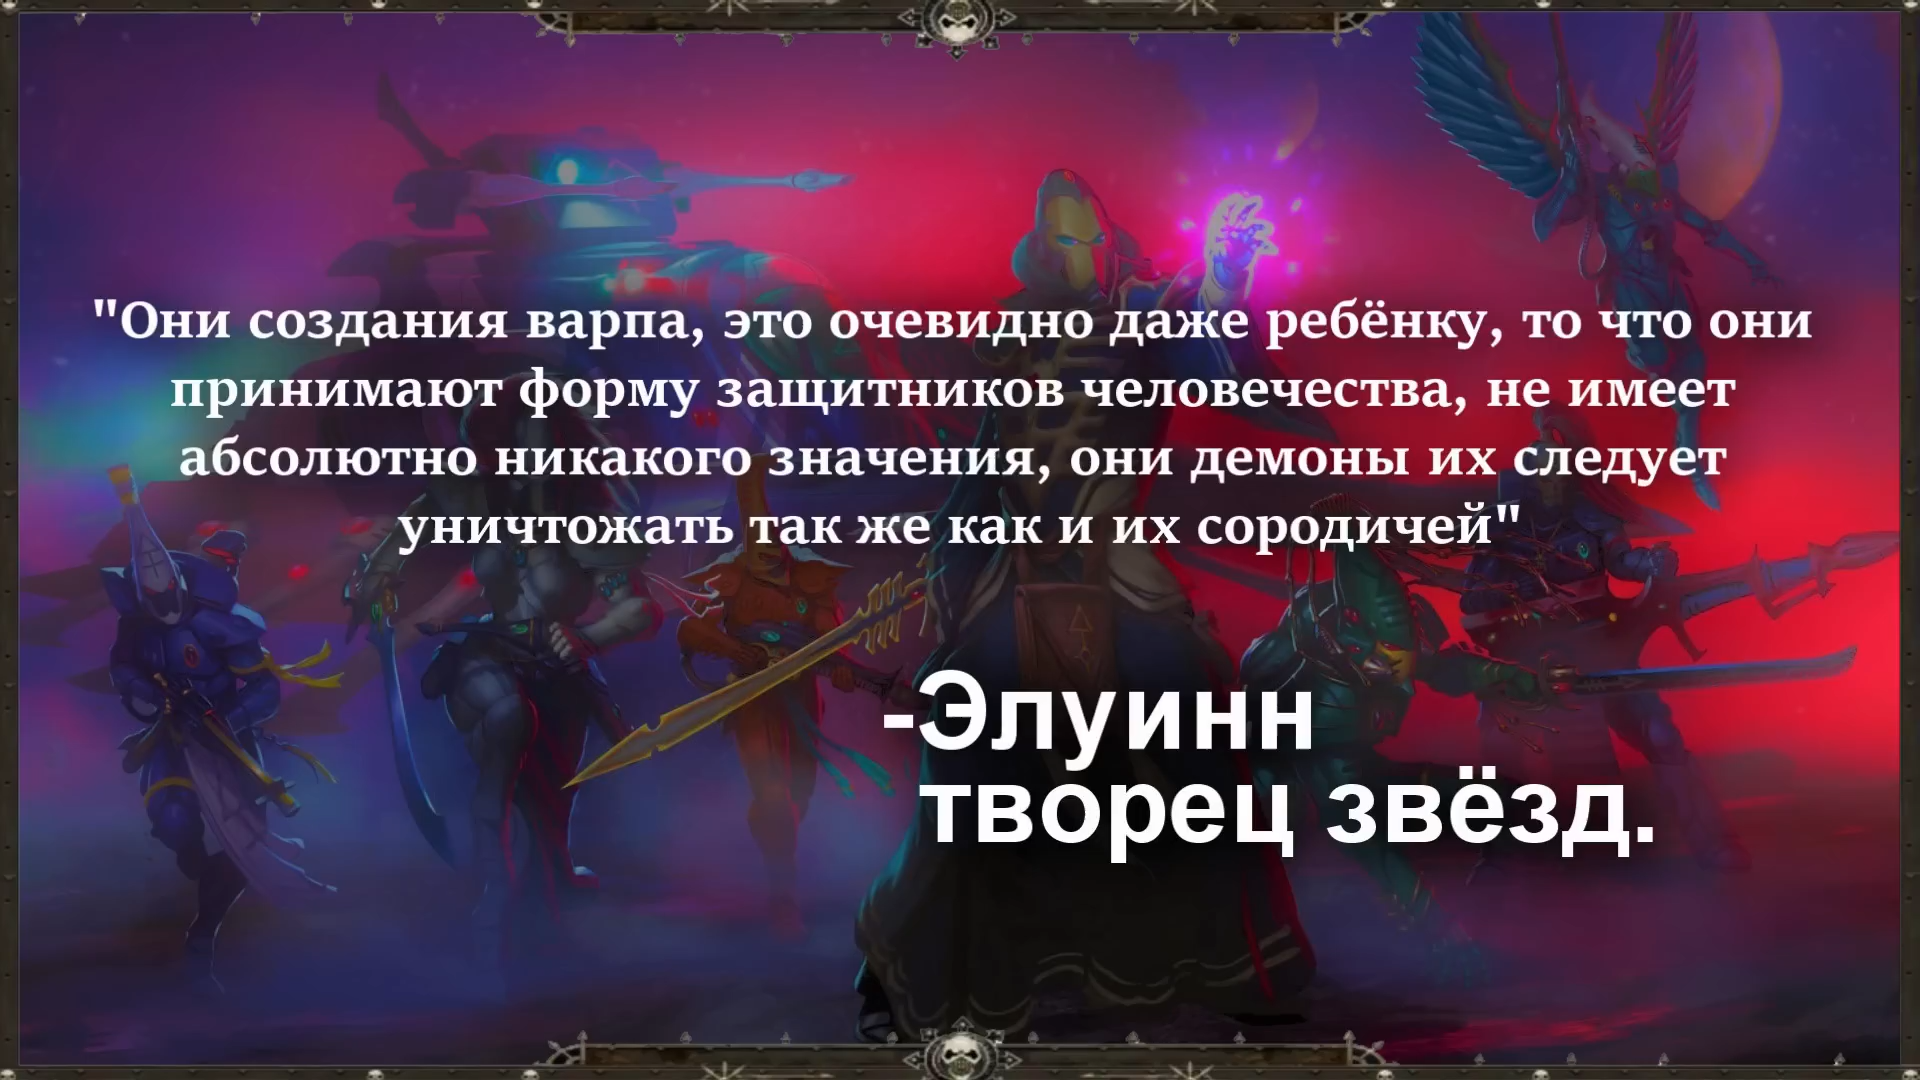 "Они создания варпа, это очевидно даже ребёнку, то что они
принимают форму защитников человечества, не имеет
абсолютно никакого значения, они демоны их следует
уничтожать так же как и их сородичей"
-Элуинн
творец звёзд.